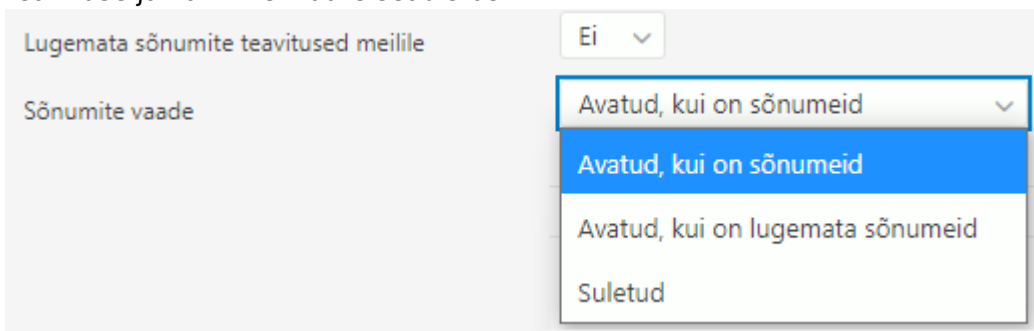 Lugemata sõnumite teavitused meilile Ei
Sõnumite vaade Avatud, kui on sõnumeid
Avatud, kui on sõnumeid
Avatud, kui on lugemata sõnumeid
Suletud